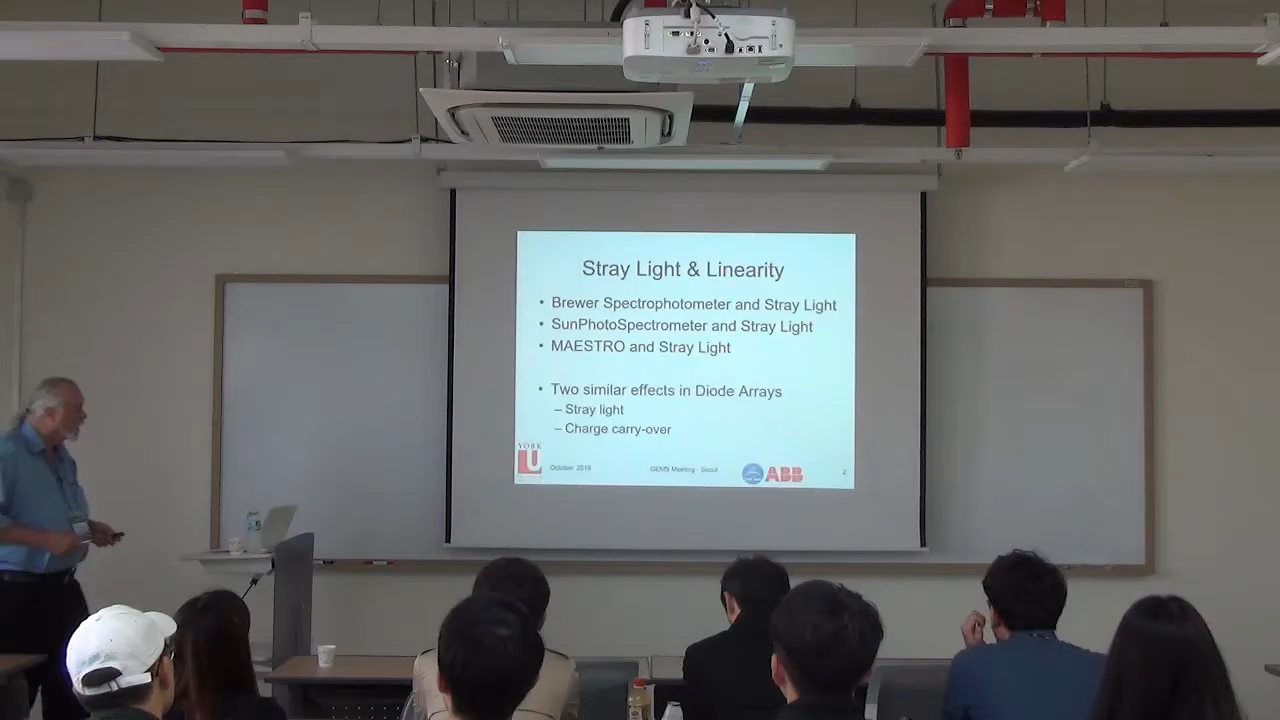 Stray Light & Linearity
• Brewer Spectrophotometer and Stray Light
• SunPhotoSpectrometer and Stray Light
• MAESTRO and Stray Light
• Two similar effects in Diode Arrays
– Stray light
– Charge carry-over
YORK
U
October 2016
GEMS Meeting - Seoul
ABB
2